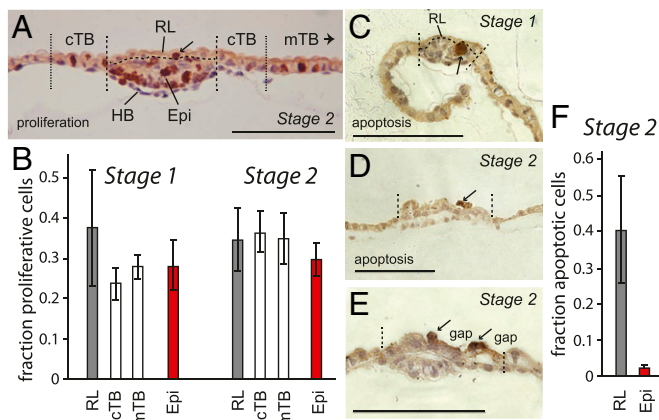 A
cTB
RL
cTB
mTB
HB
Epi
proliferation
Stage 2
B
fraction proliferative cells
0.5
0.4
0.3
0.2
0.1
0
Stage 1
Stage 2
RL
cTB
mTB
Epi
RL
cTB
mTB
Epi
C
RL
Stage 1
apoptosis
D
Stage 2
apoptosis
E
Stage 2
gap
gap
F
Stage 2
fraction apoptotic cells
0.6
0.5
0.4
0.3
0.2
0.1
0
RL
Epi